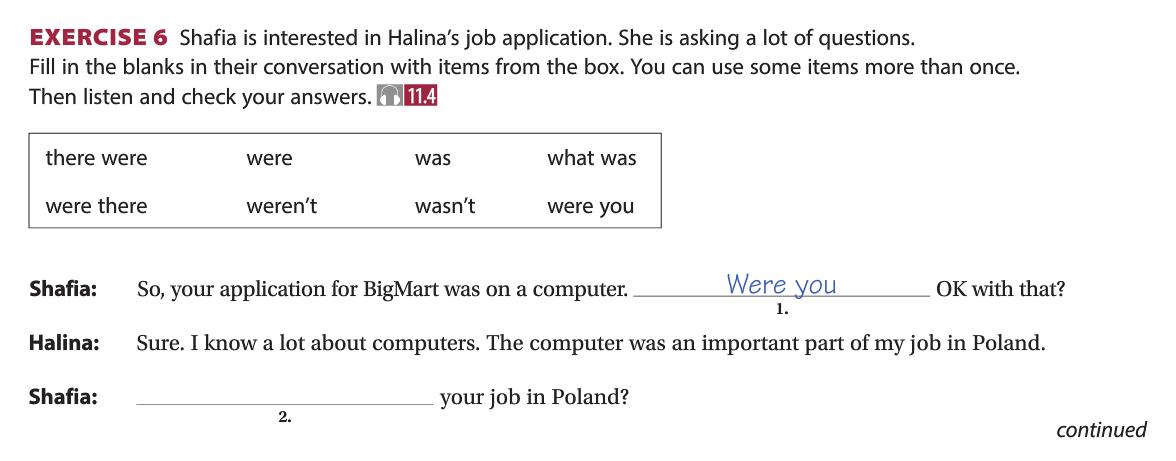 EXERCISE 6 Shafia is interested in Halina's job application. She is asking a lot of questions.
Fill in the blanks in their conversation with items from the box. You can use some items more than once.
Then listen and check your answers. 11.4
there were were was what was
were there weren't wasn't were you
Shafia: So, your application for BigMart was on a computer. Were you OK with that?
1.
Halina: Sure. I know a lot about computers. The computer was an important part of my job in Poland.
Shafia: your job in Poland?
2.
continued